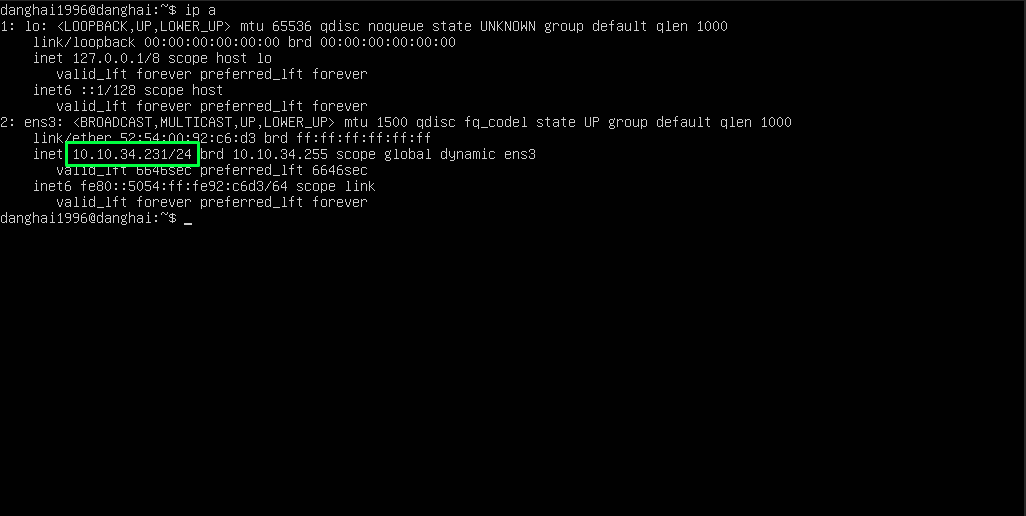 danghai1996@danghai:~$ ip a
1: lo: <LOOPBACK,UP,LOWER_UP> mtu 65536 qdisc noqueue state UNKNOWN group default qlen 1000
    link/loopback 00:00:00:00:00:00 brd 00:00:00:00:00:00
    inet 127.0.0.1/8 scope host lo
       valid_lft forever preferred_lft forever
    inet6 ::1/128 scope host
       valid_lft forever preferred_lft forever
2: ens3: <BROADCAST,MULTICAST,UP,LOWER_UP> mtu 1500 qdisc fq_codel state UP group default qlen 1000
    link/ether 52:54:00:92:c6:d3 brd ff:ff:ff:ff:ff:ff
    inet 10.10.34.231/24 brd 10.10.34.255 scope global dynamic ens3
       valid_lft 6646sec preferred_lft 6646sec
    inet6 fe80::5054:ff:fe92:c6d3/64 scope link
       valid_lft forever preferred_lft forever
danghai1996@danghai:~$ _